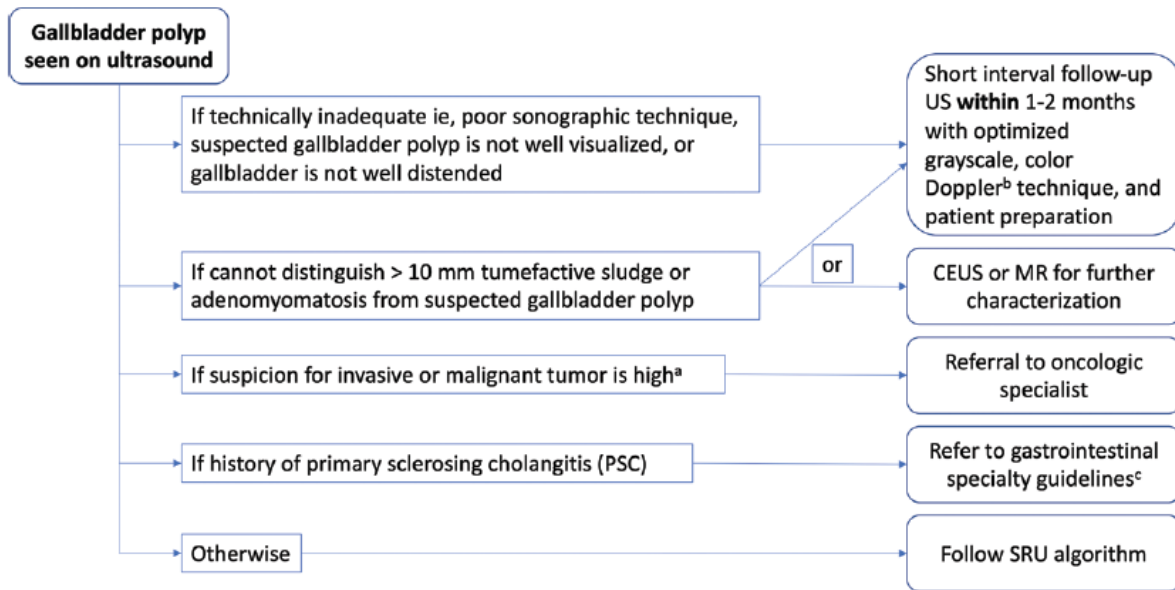 Gallbladder polyp
seen on ultrasound
If technically inadequate ie, poor sonographic technique,
suspected gallbladder polyp is not well visualized, or
gallbladder is not well distended
Short interval follow-up
US within 1-2 months
with optimized
grayscale, color
Dopplerᵇ technique, and
patient preparation
If cannot distinguish > 10 mm tumefactive sludge or
adenomyomatosis from suspected gallbladder polyp
or
CEUS or MR for further
characterization
If suspicion for invasive or malignant tumor is highᵃ
Referral to oncologic
specialist
If history of primary sclerosing cholangitis (PSC)
Refer to gastrointestinal
specialty guidelinesᶜ
Otherwise
Follow SRU algorithm